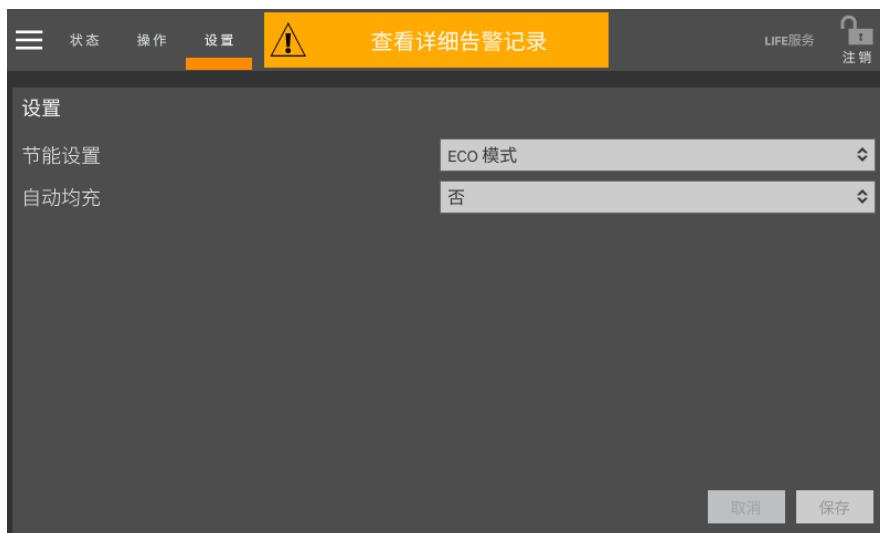 状态 操作 设置 查看详细告警记录 LIFE服务 注销
设置
节能设置 ECO 模式
自动均充 否
取消 保存